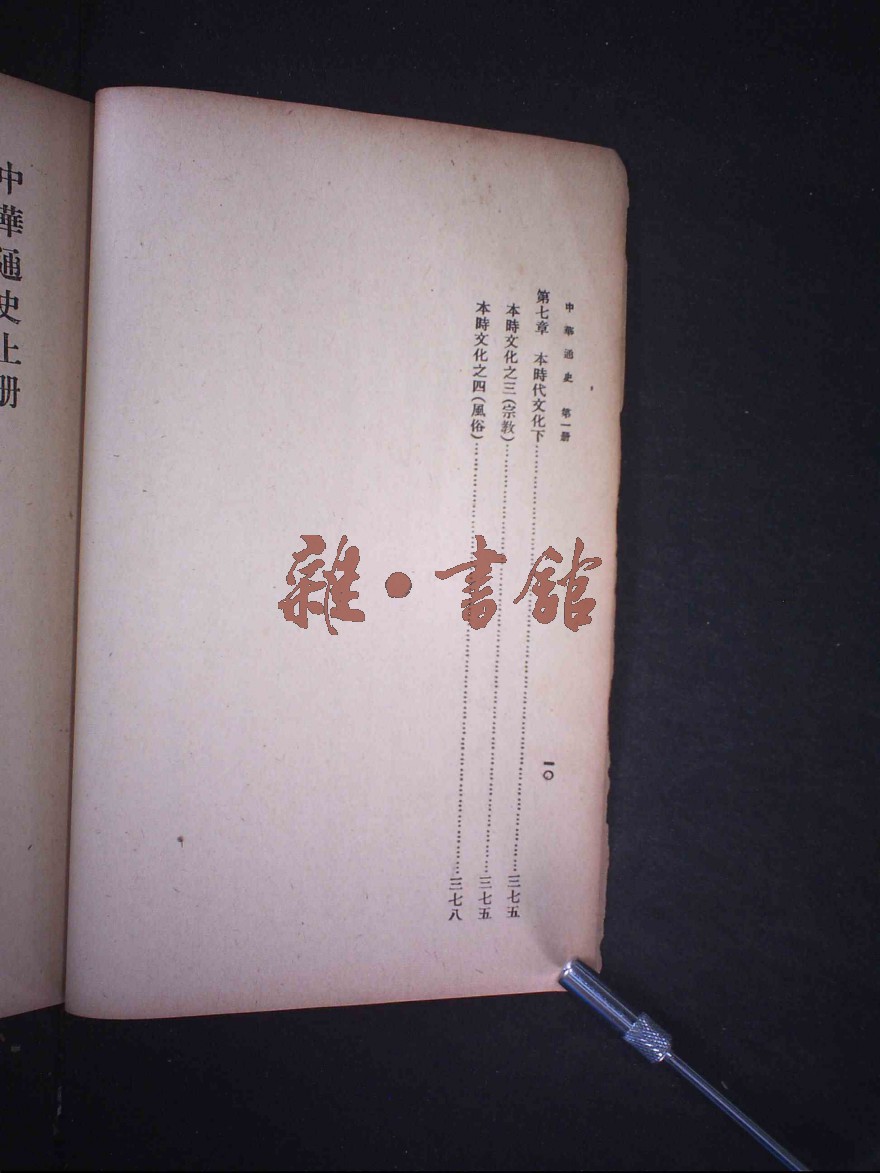 中華通史 第一册
一〇
第七章 本時代文化下……三七五
本時文化之三（宗教）……三七五
本時文化之四（風俗）……三七八
中華通史上册
雜·書館